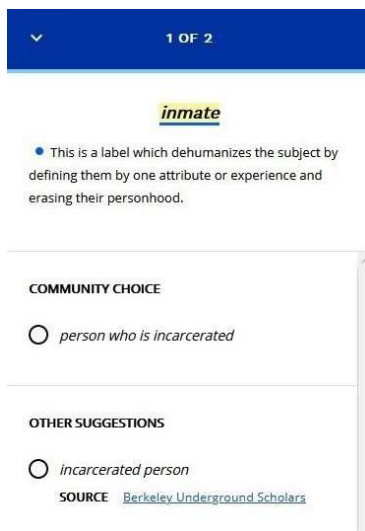 1 OF 2
inmate
This is a label which dehumanizes the subject by
defining them by one attribute or experience and
erasing their personhood.
COMMUNITY CHOICE
person who is incarcerated
OTHER SUGGESTIONS
incarcerated person
SOURCE Berkeley Underground Scholars